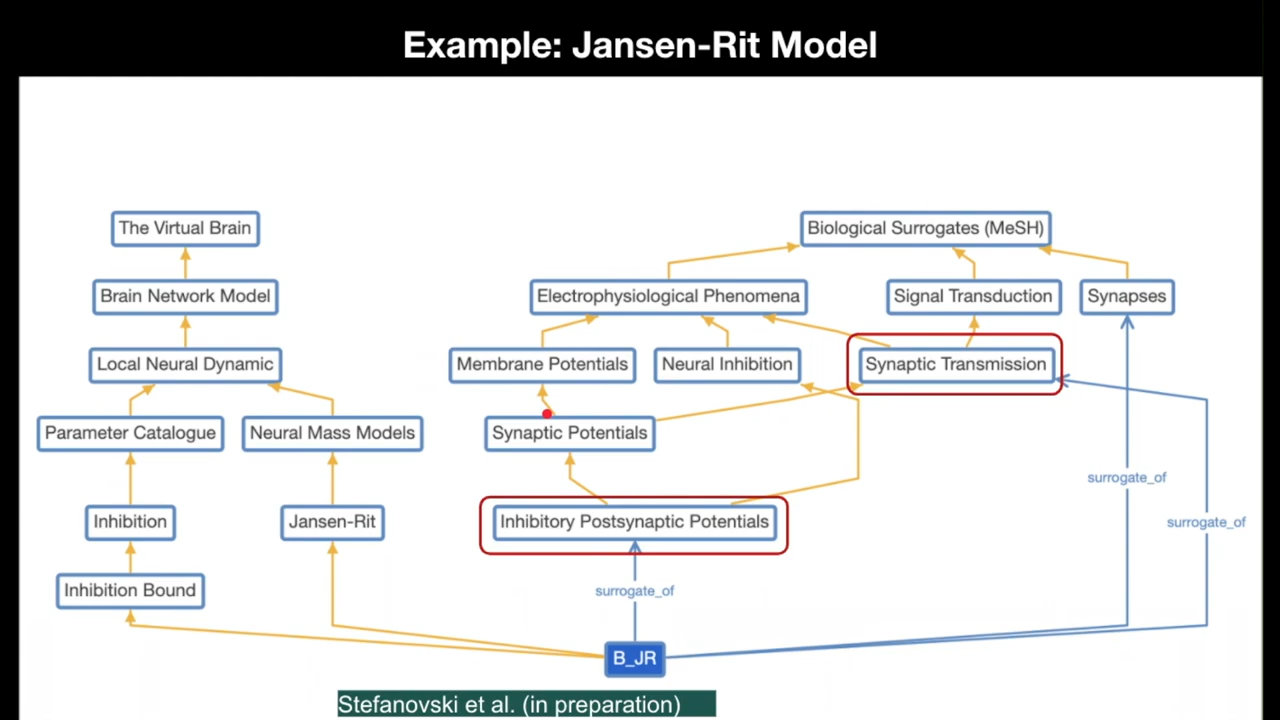 Example: Jansen-Rit Model
The Virtual Brain
Biological Surrogates (MeSH)
Brain Network Model
Electrophysiological Phenomena
Signal Transduction
Synapses
Local Neural Dynamic
Membrane Potentials
Neural Inhibition
Synaptic Transmission
Parameter Catalogue
Neural Mass Models
Synaptic Potentials
surrogate_of
Inhibition
Jansen-Rit
Inhibitory Postsynaptic Potentials
surrogate_of
Inhibition Bound
surrogate_of
B_JR
Stefanovski et al. (in preparation)